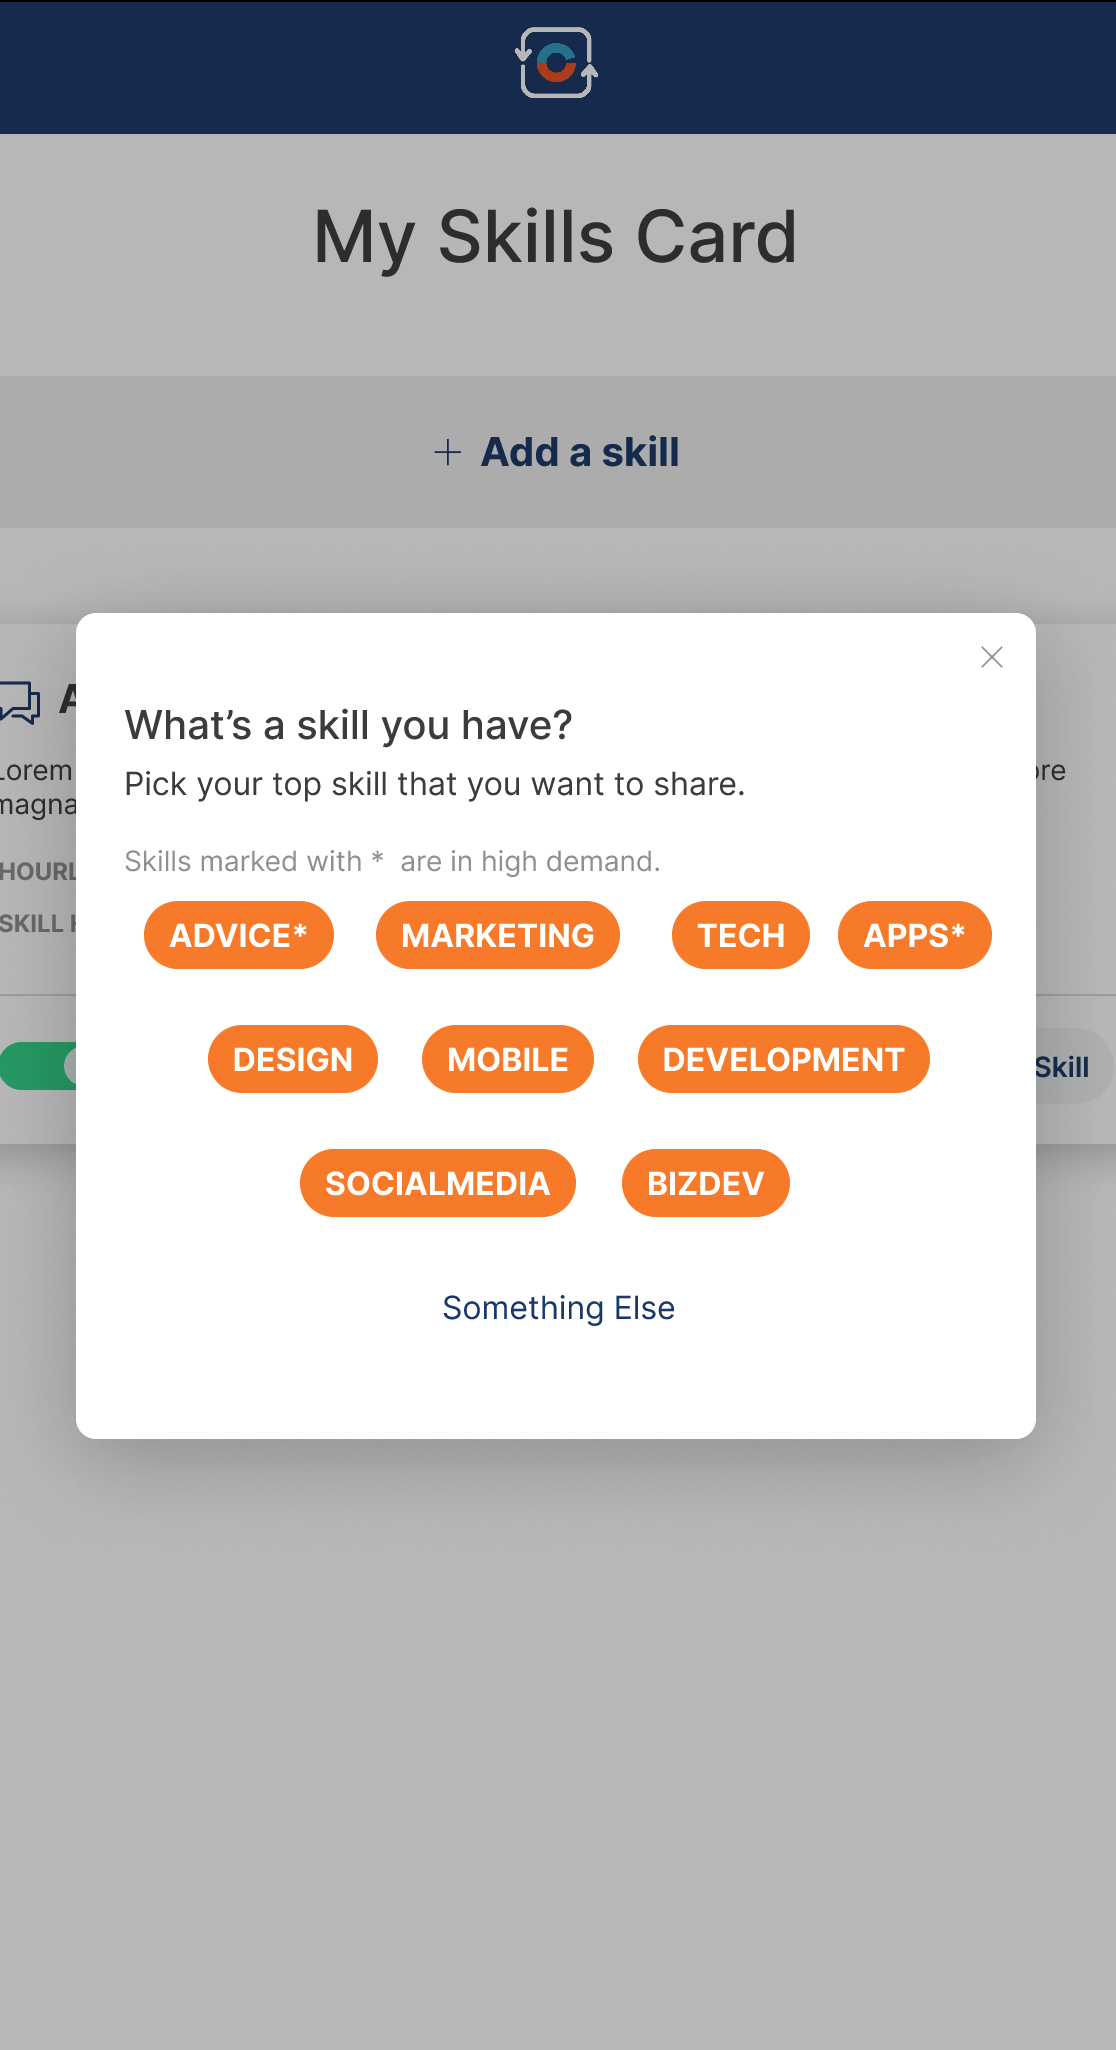 My Skills Card
+ Add a skill
What's a skill you have?
Pick your top skill that you want to share.
Skills marked with *  are in high demand.
ADVICE* MARKETING TECH APPS*
DESIGN MOBILE DEVELOPMENT
SOCIALMEDIA BIZDEV
Something Else
Lorem
magna
SKILL
Skill